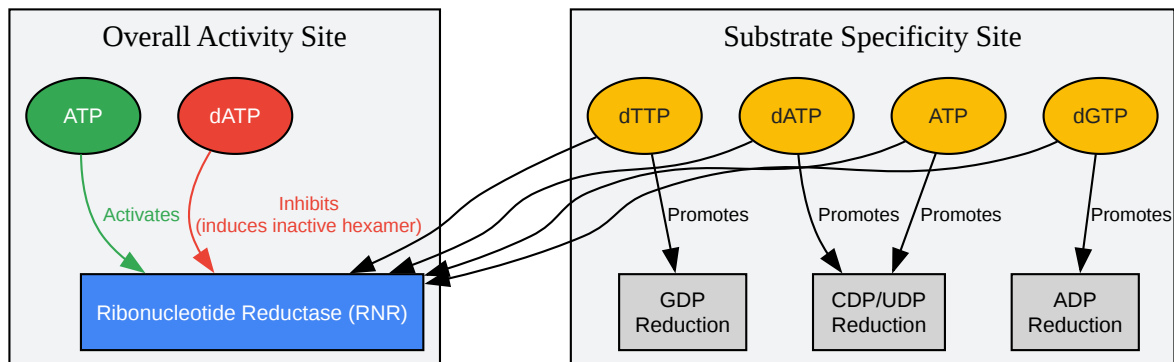 Overall Activity Site
Substrate Specificity Site
ATP
dATP
dTTP
dATP
ATP
dGTP
Activates
Inhibits
(induces inactive hexamer)
Promotes
Promotes
Promotes
Promotes
Ribonucleotide Reductase (RNR)
GDP
Reduction
CDP/UDP
Reduction
ADP
Reduction